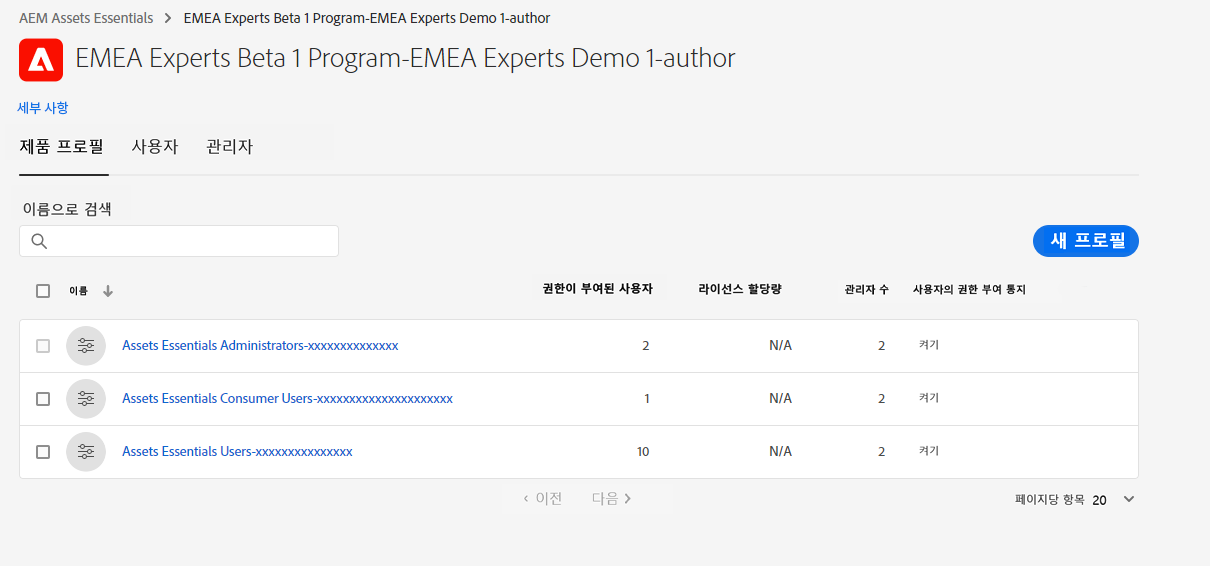 AEM Assets Essentials > EMEA Experts Beta 1 Program-EMEA Experts Demo 1-author
EMEA Experts Beta 1 Program-EMEA Experts Demo 1-author
세부 사항
제품 프로필 사용자 관리자
이름으로 검색
새 프로필
이름 권한이 부여된 사용자 라이선스 할당량 관리자 수 사용자의 권한 부여 통지
Assets Essentials Administrators-xxxxxxxxxxxxxx 2 N/A 2 켜기
Assets Essentials Consumer Users-xxxxxxxxxxxxxxxxxxxxx 1 N/A 2 켜기
Assets Essentials Users-xxxxxxxxxxxxxxx 10 N/A 2 켜기
‹ 이전 다음 › 페이지당 항목 20